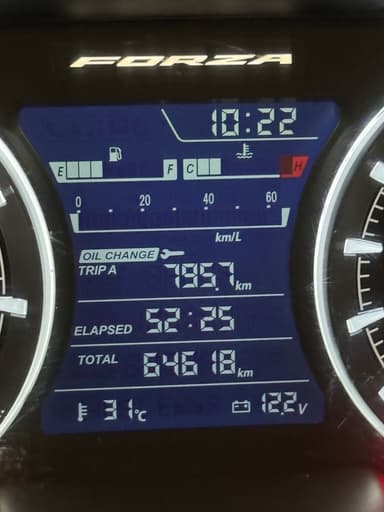 FORZA
10:22
E F C H
0 20 40 60
km/L
OIL CHANGE
TRIP A 795.7 km
ELAPSED 52:25
TOTAL 64618 km
31°C 12.2V